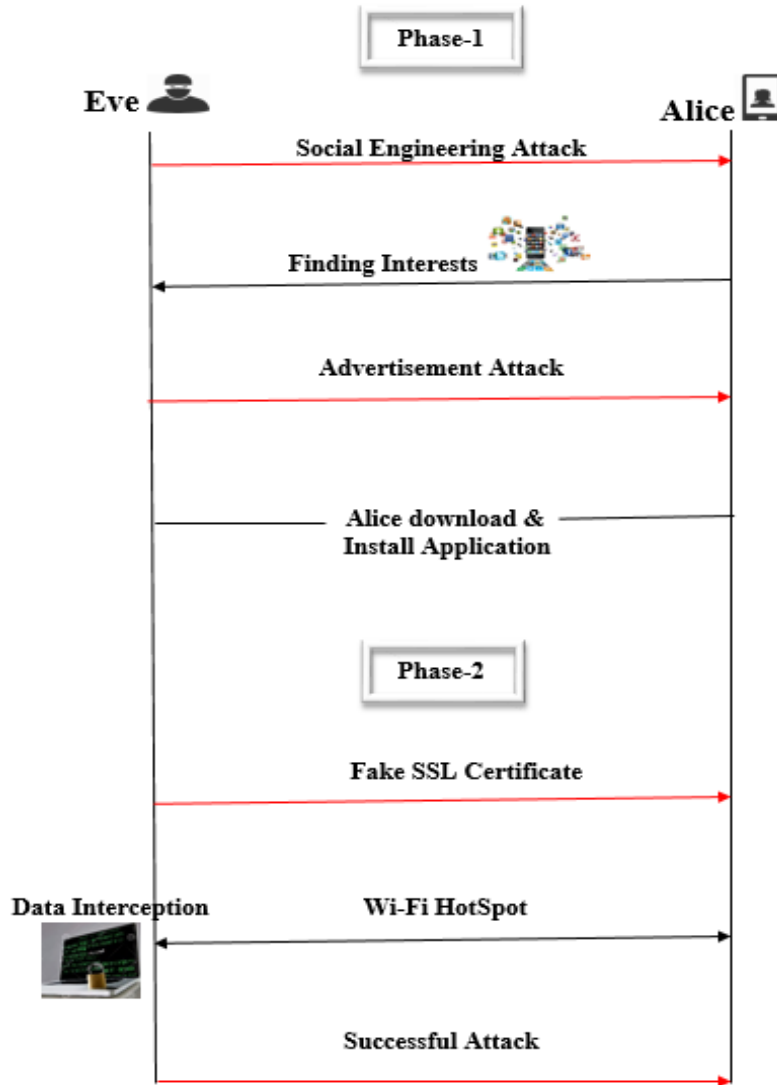 Phase-1
Eve
Alice
Social Engineering Attack
Finding Interests
Advertisement Attack
Alice download &
Install Application
Phase-2
Fake SSL Certificate
Data Interception
Wi-Fi HotSpot
Successful Attack